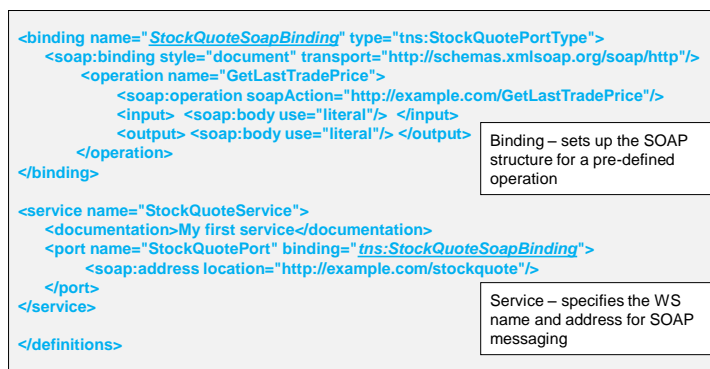 <binding name="StockQuoteSoapBinding" type="tns:StockQuotePortType">
<soap:binding style="document" transport="http://schemas.xmlsoap.org/soap/http"/>
<operation name="GetLastTradePrice">
<soap:operation soapAction="http://example.com/GetLastTradePrice"/>
<input> <soap:body use="literal"/> </input>
<output> <soap:body use="literal"/> </output>
</operation>
</binding>
Binding – sets up the SOAP
structure for a pre-defined
operation
<service name="StockQuoteService">
<documentation>My first service</documentation>
<port name="StockQuotePort" binding="tns:StockQuoteSoapBinding">
<soap:address location="http://example.com/stockquote"/>
</port>
</service>
Service – specifies the WS
name and address for SOAP
messaging
</definitions>